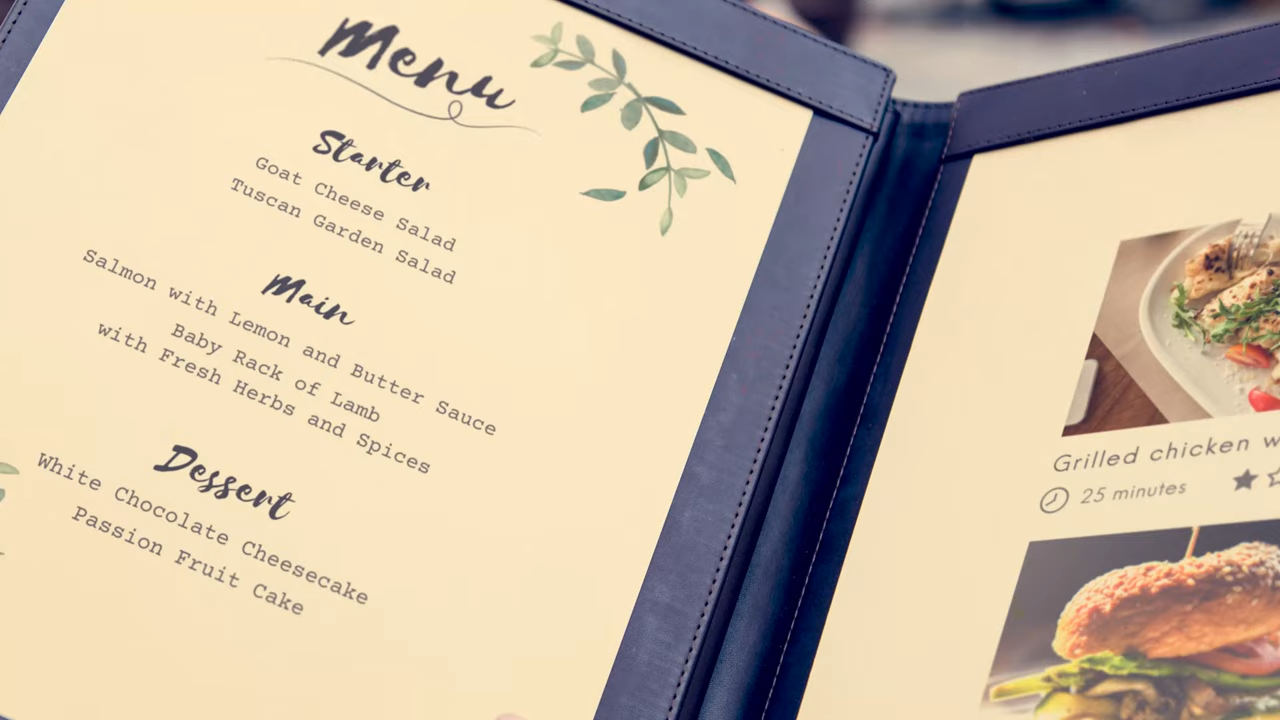 Menu
Starter
Goat Cheese Salad
Tuscan Garden Salad
Main
Salmon with Lemon and Butter Sauce
Baby Rack of Lamb
with Fresh Herbs and Spices
Dessert
White Chocolate Cheesecake
Passion Fruit Cake
Grilled chicken
25 minutes